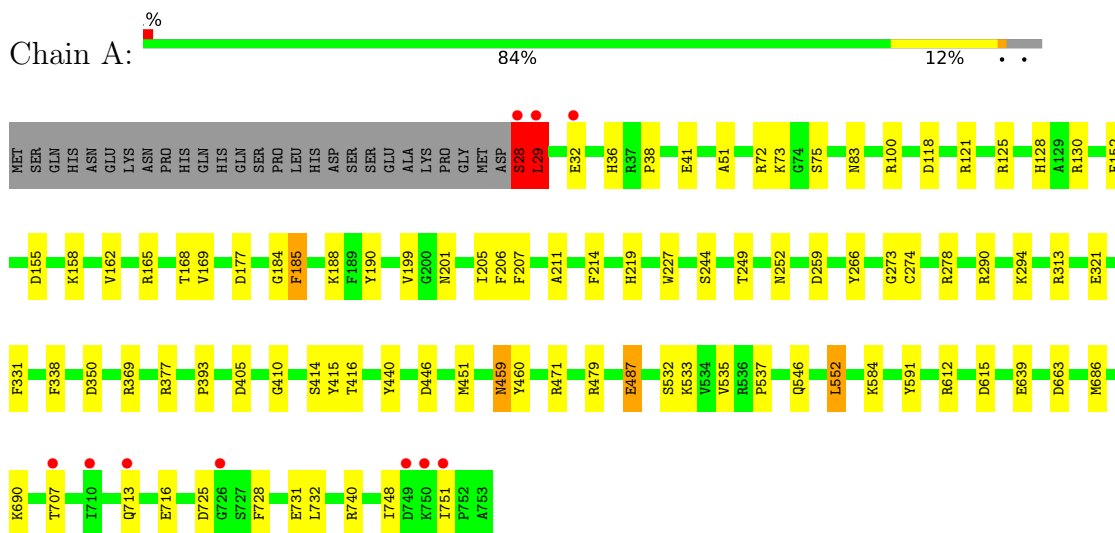 .%
Chain A:
84% 12% • •
MET SER GLN HIS ASN GLU LYS ASN PRO HIS GLN HIS GLN SER PRO LEU HIS ASP SER SER GLU ALA LYS PRO GLY MET ASP S28 L29 E32 H36 R37 P38 E41 A51 R72 K73 G74 S75 N83 R100 D118 R121 R125 H128 A129 R130
D155 K158 V162 R165 T168 V169 D177 G184 F185 K188 F189 Y190 V199 G200 N201 I205 F206 F207 A211 F214 H219 W227 S244 T249 N252 D259 Y266 G273 C274 R278 R290 K294 R313 E321
F331 F338 D350 R369 R377 P393 D405 G410 S414 Y415 T416 Y440 D446 M451 N459 Y460 R471 R479 E487 S532 K533 V534 V535 R536 P537 Q546 L552 K584 Y591 R612 D615 E639 D663 M686
K690 T707 I710 Q713 E716 D725 G726 S727 F728 E731 L732 R740 I748 D749 K750 I751 P752 A753